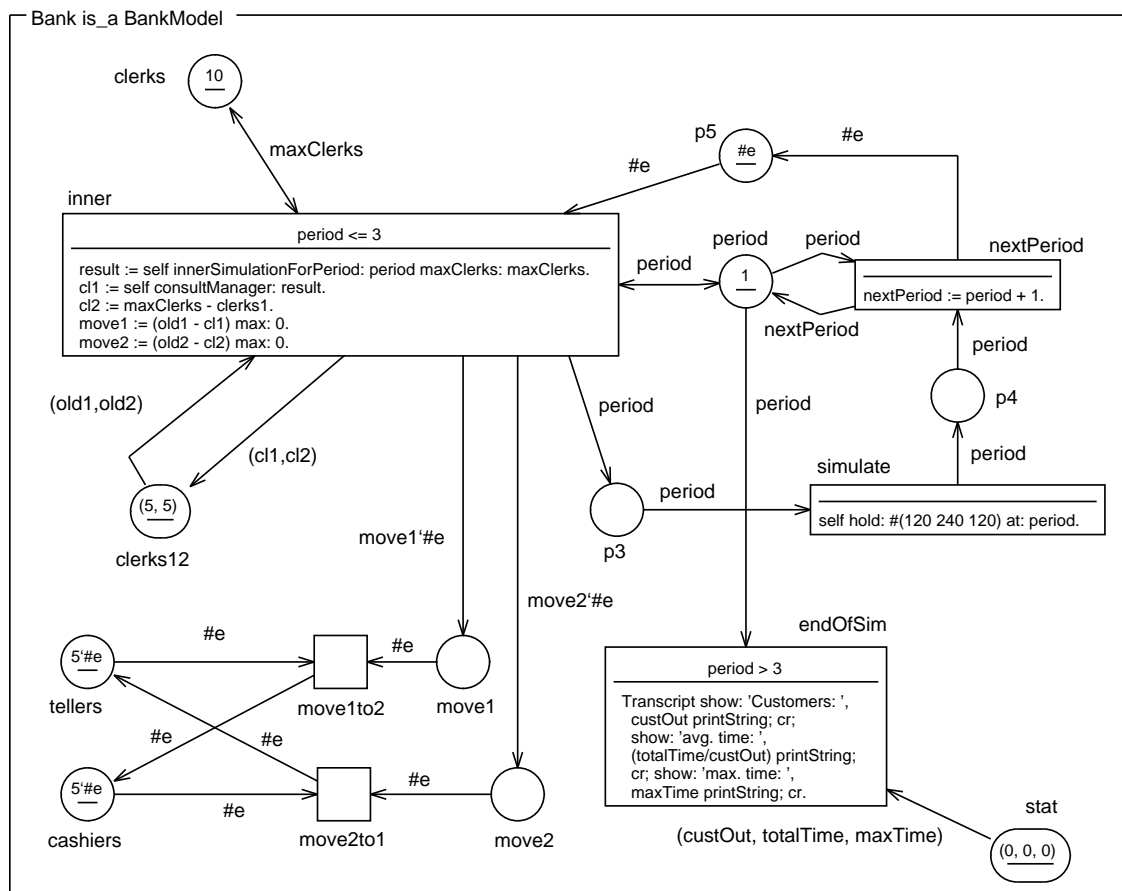 Bank is_a BankModel
clerks
10
maxClerks
p5
#e
#e
#e
inner
period <= 3
result := self innerSimulationForPeriod: period maxClerks: maxClerks.
cl1 := self consultManager: result.
cl2 := maxClerks - clerks1.
move1 := (old1 - cl1) max: 0.
move2 := (old2 - cl2) max: 0.
period
period
1
period
nextPeriod
nextPeriod
nextPeriod := period + 1.
period
p4
period
(old1,old2)
(cl1,cl2)
(5, 5)
clerks12
period
p3
period
period
simulate
self hold: #(120 240 120) at: period.
move1‘#e
move2‘#e
5‘#e
tellers
#e
move1to2
#e
move1
#e
#e
5‘#e
cashiers
#e
move2to1
#e
move2
endOfSim
period > 3
Transcript show: ’Customers: ’,
custOut printString; cr;
show: ’avg. time: ’,
(totalTime/custOut) printString;
cr; show: ’max. time: ’,
maxTime printString; cr.
(custOut, totalTime, maxTime)
stat
(0, 0, 0)